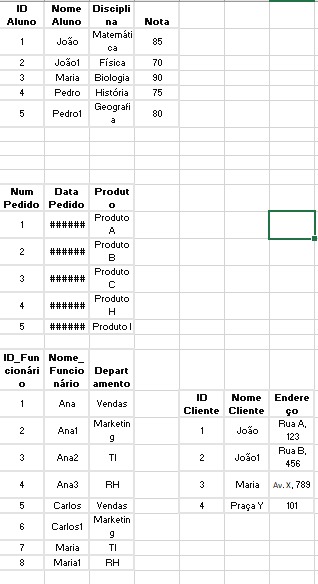 ID Aluno Nome Aluno Disciplina Nota
1 João Matemática 85
2 João1 Física 70
3 Maria Biologia 90
4 Pedro História 75
5 Pedro1 Geografia 80
Num Pedido Data Pedido Produto
1 ###### Produto A
2 ###### Produto B
3 ###### Produto C
4 ###### Produto H
5 ###### Produto I
ID_Funcionário Nome_Funcionário Departamento
1 Ana Vendas
2 Ana1 Marketing
3 Ana2 TI
4 Ana3 RH
5 Carlos Vendas
6 Carlos1 Marketing
7 Maria TI
8 Maria1 RH
ID Cliente Nome Cliente Endereço
1 João Rua A, 123
2 João1 Rua B, 456
3 Maria Av. X, 789
4 Praça Y 101